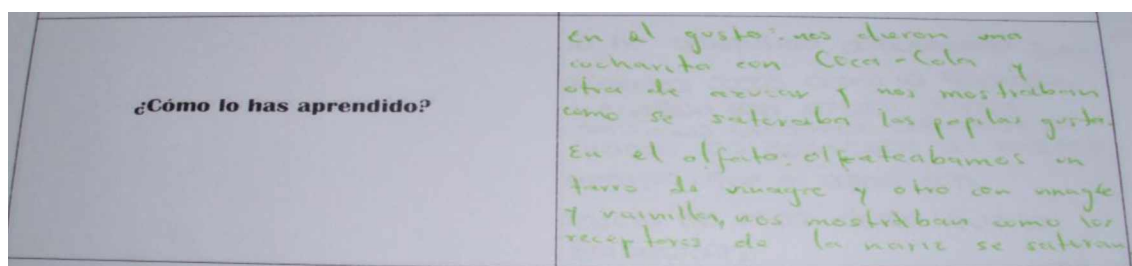 ¿Cómo lo has aprendido?
en el gusto: nos dieron una
cucharita con Coca-Cola y
otra de azucar y nos mostraban
como se saturaba las papilas gusta.
En el olfato: olfateabamos un
tarro de vinagre y otro con vinagre
y vainilla, nos mostraban como los
receptores de la nariz se saturan